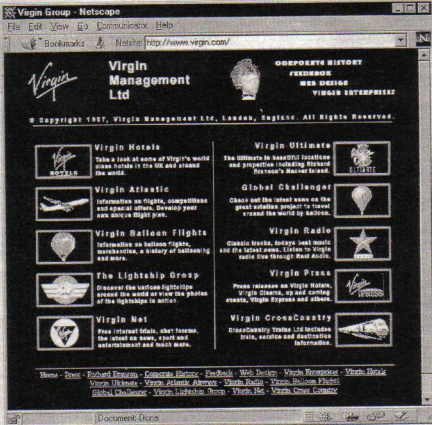 Virgin Group - Netscape
File Edit View Go Communicator Help
Bookmarks Netsite: http://www.virgin.com/
Virgin
Virgin
Management
Ltd
CORPORATE HISTORY
FEEDBACK
WEB DESIGN
VIRGIN ENTERPRISES
© Copyright 1997, Virgin Management Ltd, London, England. All Rights Reserved.
Virgin Hotels
Take a look at some of Virgin's world
class hotels in the UK and around
the world.
Virgin Atlantic
Information on flights, competitions
and special offers. Develop your
own unique flight plan.
Virgin Balloon Flights
Information on balloon flights,
merchandise, a history of ballooning
and more.
The Lightship Group
Discover the various lightships
around the world or view the photos
of the lightships in action.
Virgin Net
Free internet trials, chat forums,
the latest on news, sport and
entertainment and much more.
Virgin Ultimate
The Ultimate in beautiful locations
and properties including Richard
Branson's Necker Island.
Global Challenger
Check out the latest news on the
great aviation project to travel
around the world by balloon.
Virgin Radio
Classic tracks, todays best music
and the latest news. Listen to Virgin
radio live through Real Audio.
Virgin Press
Press releases on Virgin Hotels,
Virgin Cinema, up and coming
events, Virgin Express and others.
Virgin CrossCountry
CrossCountry Trains Ltd includes
train, service and destination
information.
HOTELS
ULTIMATE
Home - Press - Richard Branson - Corporate History - Feedback - Web Design - Virgin Enterprises - Virgin Hotels
Virgin Ultimate - Virgin Atlantic Airways - Virgin Radio - Virgin Balloon Flights
Global Challenger - Virgin Lightship Group - Virgin Net - Virgin Cross Country
Document: Done